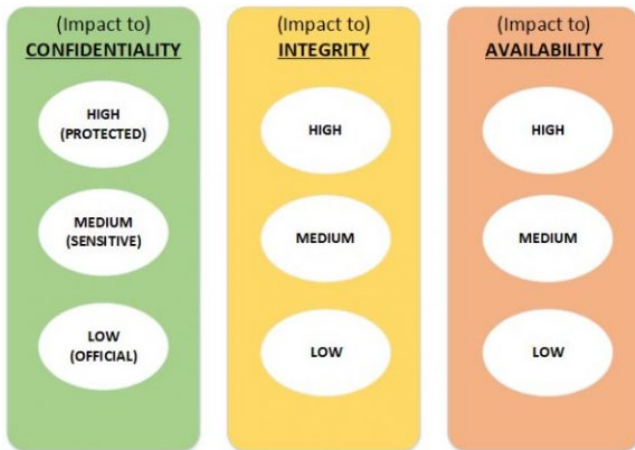 (Impact to)
CONFIDENTIALITY
HIGH
(PROTECTED)
MEDIUM
(SENSITIVE)
LOW
(OFFICIAL)
(Impact to)
INTEGRITY
HIGH
MEDIUM
LOW
(Impact to)
AVAILABILITY
HIGH
MEDIUM
LOW